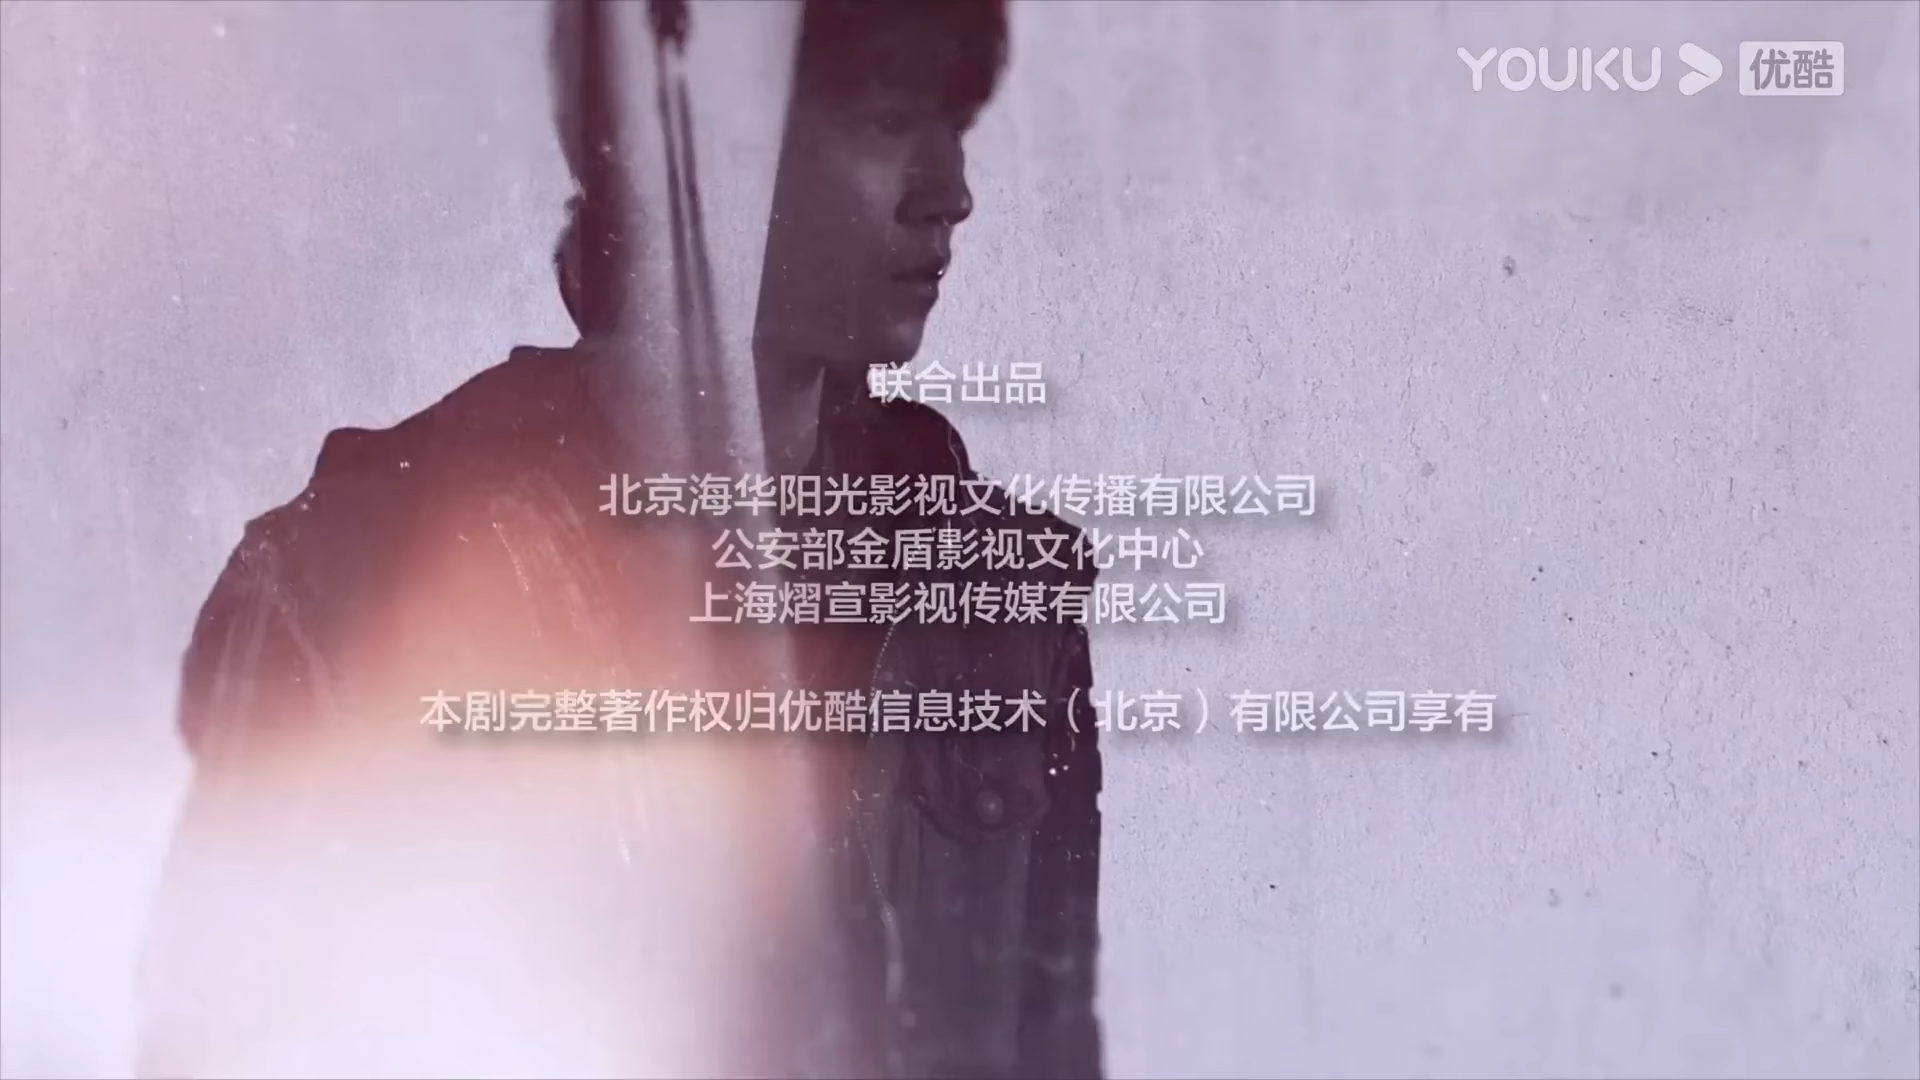 YOUKU 优酷
联合出品
北京海华阳光影视文化传播有限公司
公安部金盾影视文化中心
上海熠宣影视传媒有限公司
本剧完整著作权归优酷信息技术（北京）有限公司享有